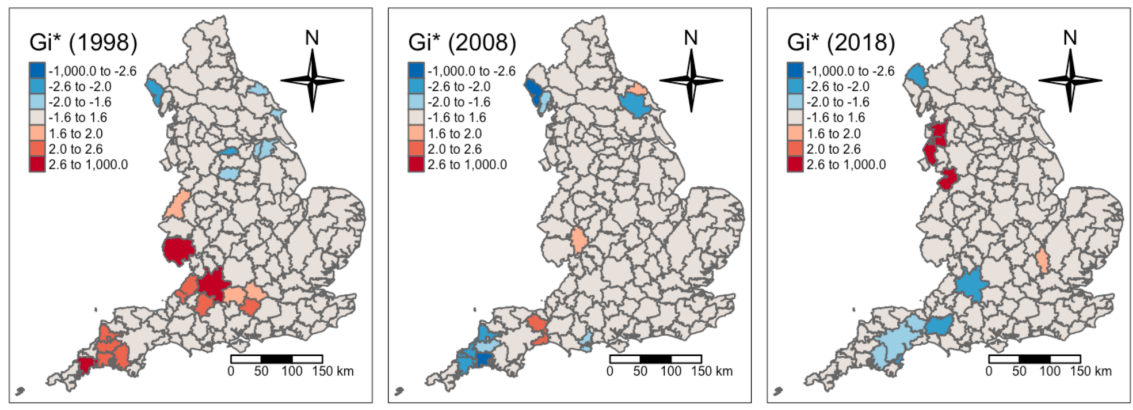 Gi* (1998)
N
-1,000.0 to -2.6
-2.6 to -2.0
-2.0 to -1.6
-1.6 to 1.6
1.6 to 2.0
2.0 to 2.6
2.6 to 1,000.0
0 50 100 150 km
Gi* (2008)
N
-1,000.0 to -2.6
-2.6 to -2.0
-2.0 to -1.6
-1.6 to 1.6
1.6 to 2.0
2.0 to 2.6
2.6 to 1,000.0
0 50 100 150 km
Gi* (2018)
N
-1,000.0 to -2.6
-2.6 to -2.0
-2.0 to -1.6
-1.6 to 1.6
1.6 to 2.0
2.0 to 2.6
2.6 to 1,000.0
0 50 100 150 km